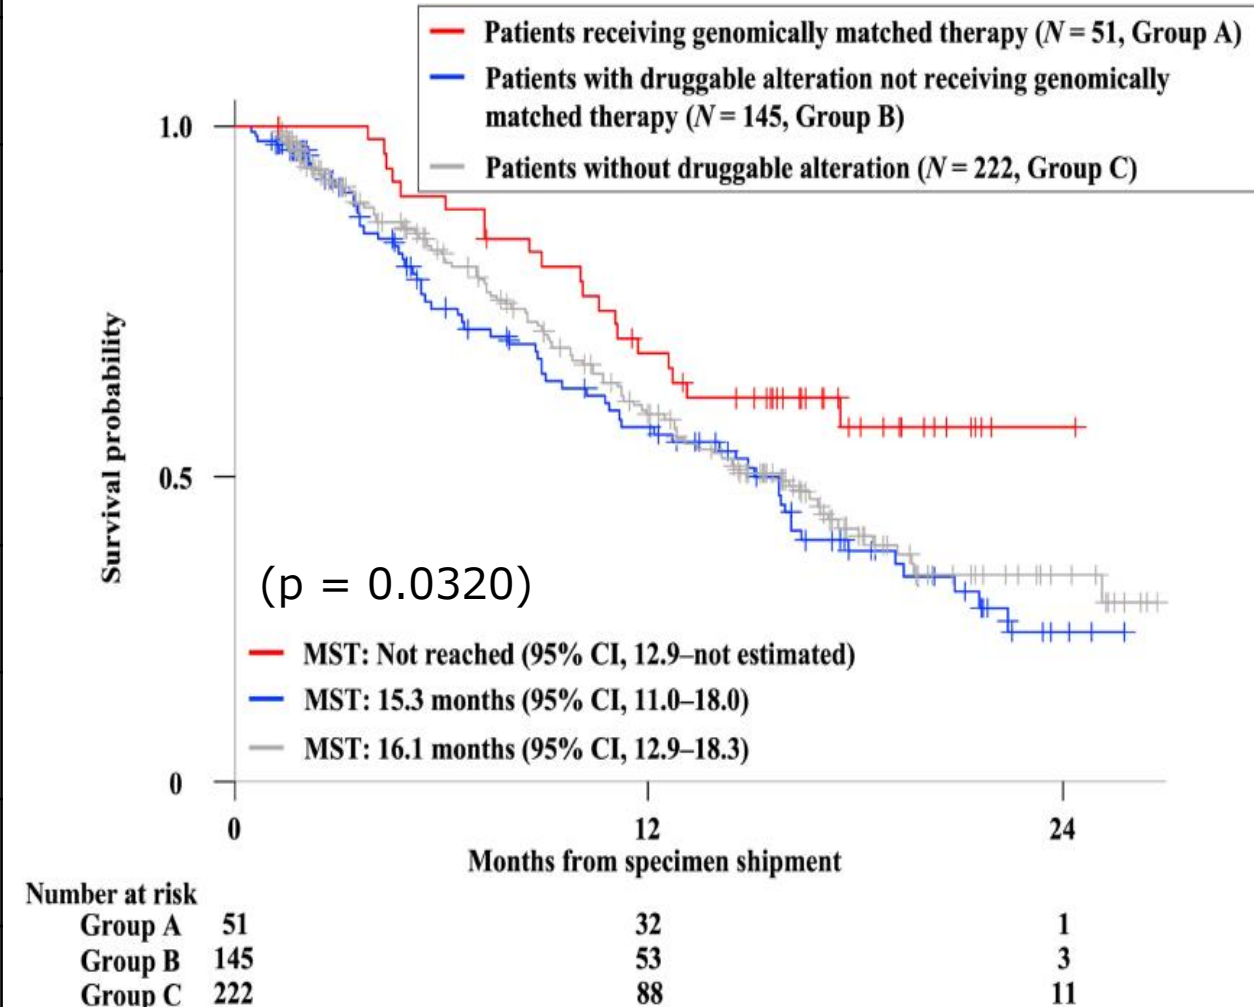 Patients receiving genomically matched therapy (N = 51, Group A)
Patients with druggable alteration not receiving genomically
matched therapy (N = 145, Group B)
Patients without druggable alteration (N = 222, Group C)
1.0
0.5
0
Survival probability
(p = 0.0320)
MST: Not reached (95% CI, 12.9–not estimated)
MST: 15.3 months (95% CI, 11.0–18.0)
MST: 16.1 months (95% CI, 12.9–18.3)
0 12 24
Months from specimen shipment
Number at risk
Group A 51 32 1
Group B 145 53 3
Group C 222 88 11